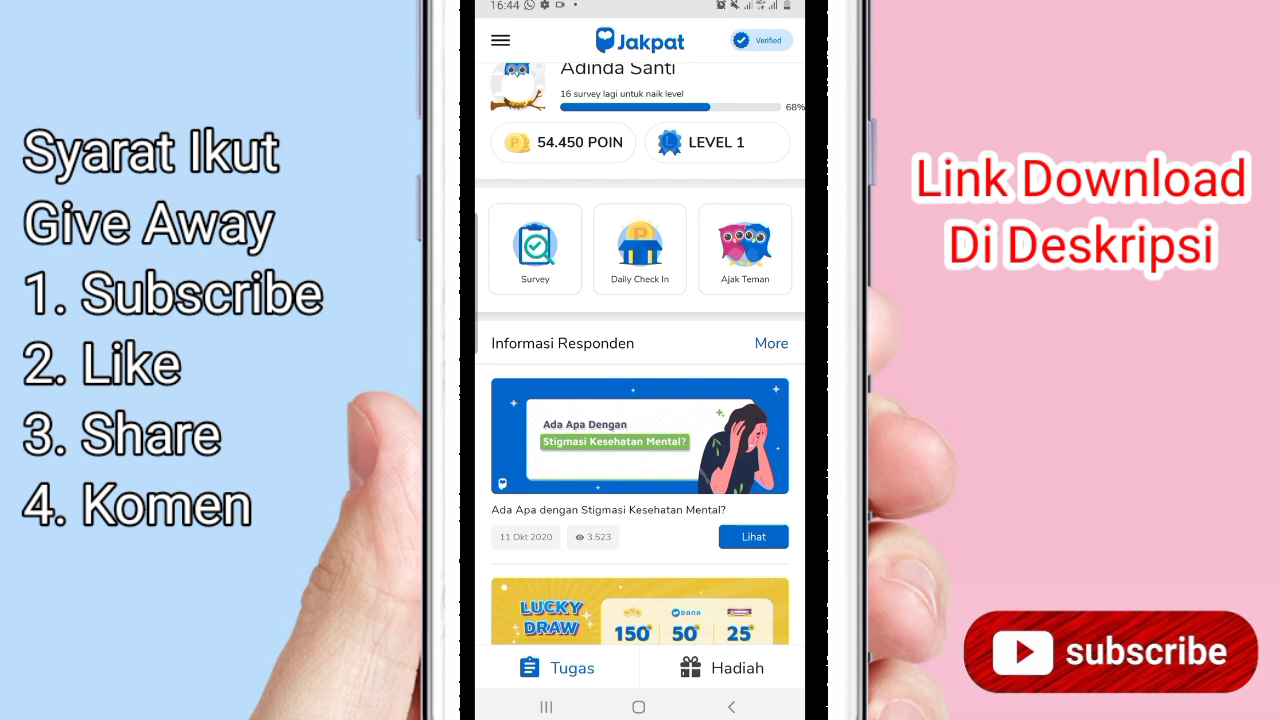 Syarat Ikut
Give Away
1. Subscribe
2. Like
3. Share
4. Komen
16:44
Jakpat
Verified
Adinda Santi
16 survey lagi untuk naik level
68%
54.450 POIN
LEVEL 1
Survey
Daily Check In
Ajak Teman
Informasi Responden
More
Ada Apa Dengan
Stigmasi Kesehatan Mental?
Ada Apa dengan Stigmasi Kesehatan Mental?
11 Okt 2020
3.523
Lihat
LUCKY
DRAW
DANA
150
50
25
Tugas
Hadiah
Link Download
Di Deskripsi
subscribe